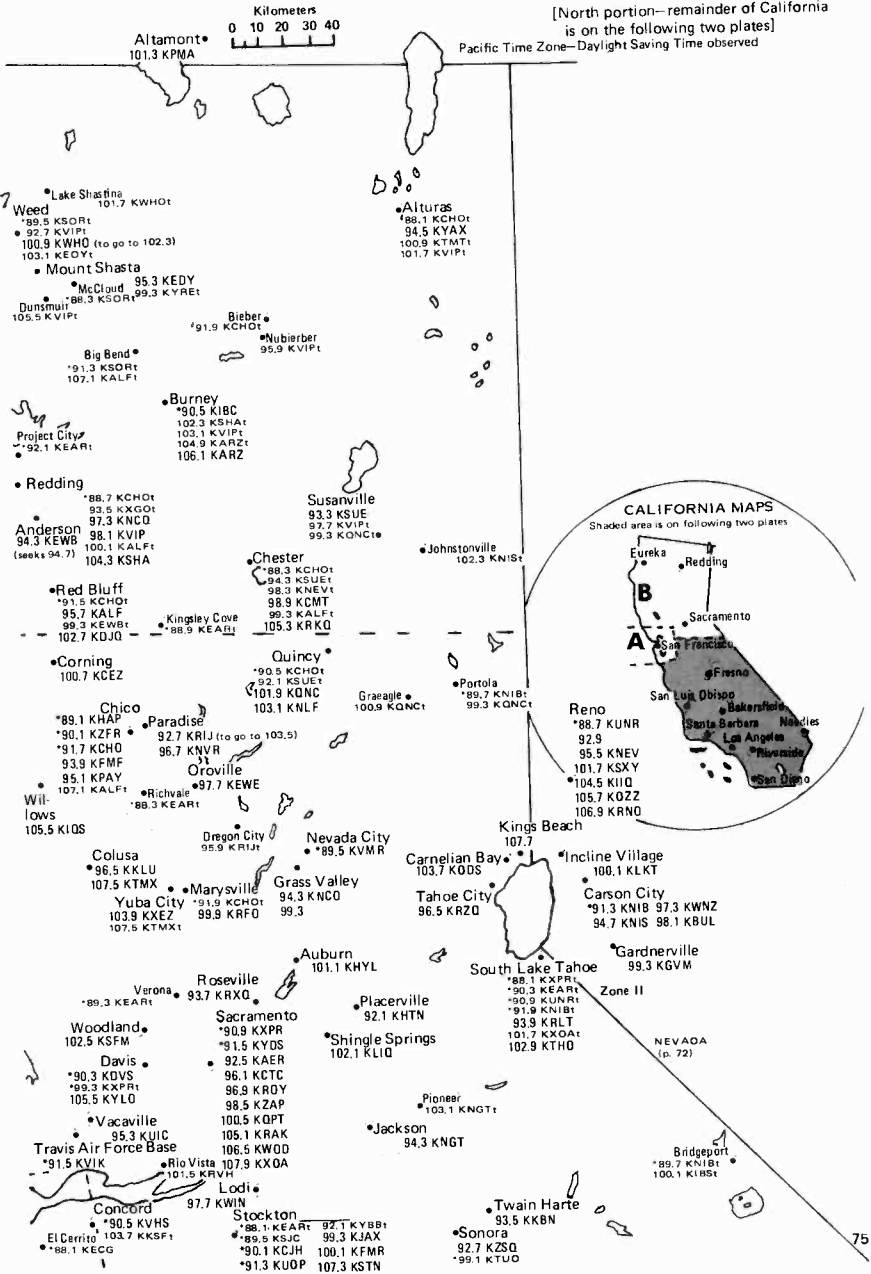 Kilometers
0 10 20 30 40
[North portion—remainder of California
is on the following two plates]
Pacific Time Zone—Daylight Saving Time observed
Altamont
101.3 KPMA
Lake Shastina
101.7 KWHOt
Weed
*89.5 KSORt
92.7 KVIPt
100.9 KWHO (to go to 102.3)
103.1 KEDYt
Mount Shasta
95.3 KEDY
McCloud
*88.3 KSORt 99.3 KYREt
Dunsmuir
105.5 KVIPt
Alturas
*88.1 KCHOt
94.5 KYAX
100.9 KTMTt
101.7 KVIPt
Bieber
*91.9 KCHOt
Nubierber
95.9 KVIPt
Big Bend
*91.3 KSORt
107.1 KALFt
Burney
*90.5 KIBC
102.3 KSHAt
103.1 KVIPt
104.9 KARZt
106.1 KARZ
Project City
*92.1 KEARt
Redding
*88.7 KCHOt
93.5 KXGOt
97.3 KNCQ
98.1 KVIP
100.1 KALFt
104.3 KSHA
Anderson
94.3 KEWB
(seeks 94.7)
Susanville
93.3 KSUE
97.7 KVIPt
99.3 KQNCt
Johnstonville
102.3 KNISt
Chester
*88.3 KCHOt
94.3 KSUEt
98.3 KNEVt
98.9 KCMT
99.3 KALFt
105.3 KRKQ
Red Bluff
*91.5 KCHOt
95.7 KALF
99.3 KEWBt
102.7 KDJQ
Kingsley Cove
*88.9 KEARt
Corning
100.7 KCEZ
Quincy
*90.5 KCHOt
92.1 KSUEt
101.9 KQNC
103.1 KNLF
Graeagle
100.9 KQNCt
Portola
*89.7 KNIBt
99.3 KQNCt
Chico
*89.1 KHAP
*90.1 KZFR
*91.7 KCHO
93.9 KFMF
95.1 KPAY
107.1 KALFt
Paradise
92.7 KRIJ (to go to 103.5)
96.7 KNVR
Oroville
97.7 KEWE
Richvale
*88.3 KEARt
Wil-
lows
105.5 KIQS
Oregon City
95.9 KRIJt
Nevada City
*89.5 KVMR
Colusa
96.5 KKLU
107.5 KTMX
Marysville
*91.9 KCHOt
99.9 KRFO
Yuba City
103.9 KXEZ
107.5 KTMXt
Grass Valley
94.3 KNCO
99.3
CALIFORNIA MAPS
Shaded area is on following two plates
Eureka
Redding
B
Sacramento
A
San Francisco
Fresno
San Luis Obispo
Bakersfield
Santa Barbara
Needles
Los Angeles
Riverside
San Diego
Reno
*88.7 KUNR
92.9
95.5 KNEV
101.7 KSXY
*104.5 KIIQ
105.7 KOZZ
106.9 KRNO
Kings Beach
107.7
Carnelian Bay
103.7 KODS
Incline Village
100.1 KLKT
Tahoe City
96.5 KRZQ
Carson City
*91.3 KNIB 97.3 KWNZ
94.7 KNIS 98.1 KBUL
Gardnerville
99.3 KGVM
South Lake Tahoe
*88.1 KXPRt
*90.3 KEARt
*90.9 KUNRt
*91.9 KNIBt
93.9 KRLT
101.7 KXOAt
102.9 KTHO
Zone II
NEVADA
(p. 72)
Auburn
101.1 KHYL
Verona
*89.3 KEARt
Roseville
93.7 KRXQ
Placerville
92.1 KHTN
Shingle Springs
102.1 KLIQ
Woodland
102.5 KSFM
Sacramento
*90.9 KXPR
*91.5 KYDS
92.5 KAER
96.1 KCTC
96.9 KROY
98.5 KZAP
100.5 KQPT
105.1 KRAK
106.5 KWOD
107.9 KXOA
Davis
*90.3 KDVS
*99.3 KXPRt
105.5 KYLO
Vacaville
95.3 KUIC
Travis Air Force Base
*91.5 KVIK
Rio Vista
101.5 KRVH
Pioneer
103.1 KNGTt
Jackson
94.3 KNGT
Bridgeport
*89.7 KNIBt
100.1 KIBSt
Lodi
97.7 KWIN
Concord
*90.5 KVHS
103.7 KKSFt
El Cerrito
*88.1 KECG
Stockton
*88.1 KEARt 92.1 KYBBt
*89.5 KSJC 99.3 KJAX
*90.1 KCJH 100.1 KFMR
*91.3 KUOP 107.3 KSTN
Twain Harte
93.5 KKBN
Sonora
92.7 KZSQ
*99.1 KTUO
75